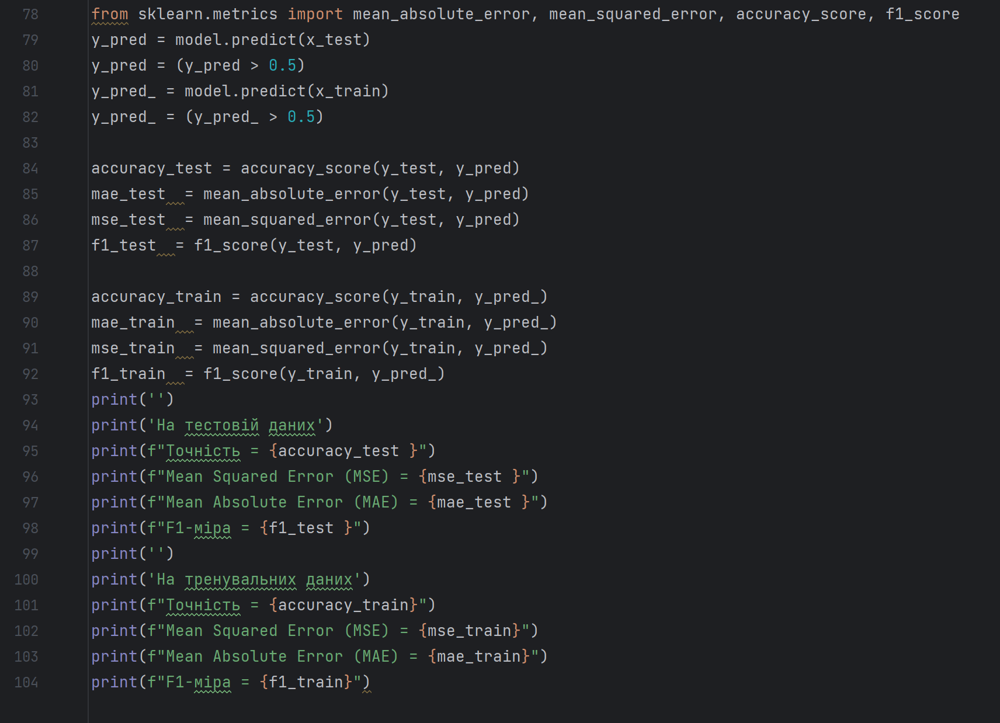 78 from sklearn.metrics import mean_absolute_error, mean_squared_error, accuracy_score, f1_score
79 y_pred = model.predict(x_test)
80 y_pred = (y_pred > 0.5)
81 y_pred_ = model.predict(x_train)
82 y_pred_ = (y_pred_ > 0.5)
83
84 accuracy_test = accuracy_score(y_test, y_pred)
85 mae_test  = mean_absolute_error(y_test, y_pred)
86 mse_test  = mean_squared_error(y_test, y_pred)
87 f1_test  = f1_score(y_test, y_pred)
88
89 accuracy_train = accuracy_score(y_train, y_pred_)
90 mae_train  = mean_absolute_error(y_train, y_pred_)
91 mse_train  = mean_squared_error(y_train, y_pred_)
92 f1_train  = f1_score(y_train, y_pred_)
93 print('')
94 print('На тестовій даних')
95 print(f"Точність = {accuracy_test }")
96 print(f"Mean Squared Error (MSE) = {mse_test }")
97 print(f"Mean Absolute Error (MAE) = {mae_test }")
98 print(f"F1-міра = {f1_test }")
99 print('')
100 print('На тренувальних даних')
101 print(f"Точність = {accuracy_train}")
102 print(f"Mean Squared Error (MSE) = {mse_train}")
103 print(f"Mean Absolute Error (MAE) = {mae_train}")
104 print(f"F1-міра = {f1_train}")